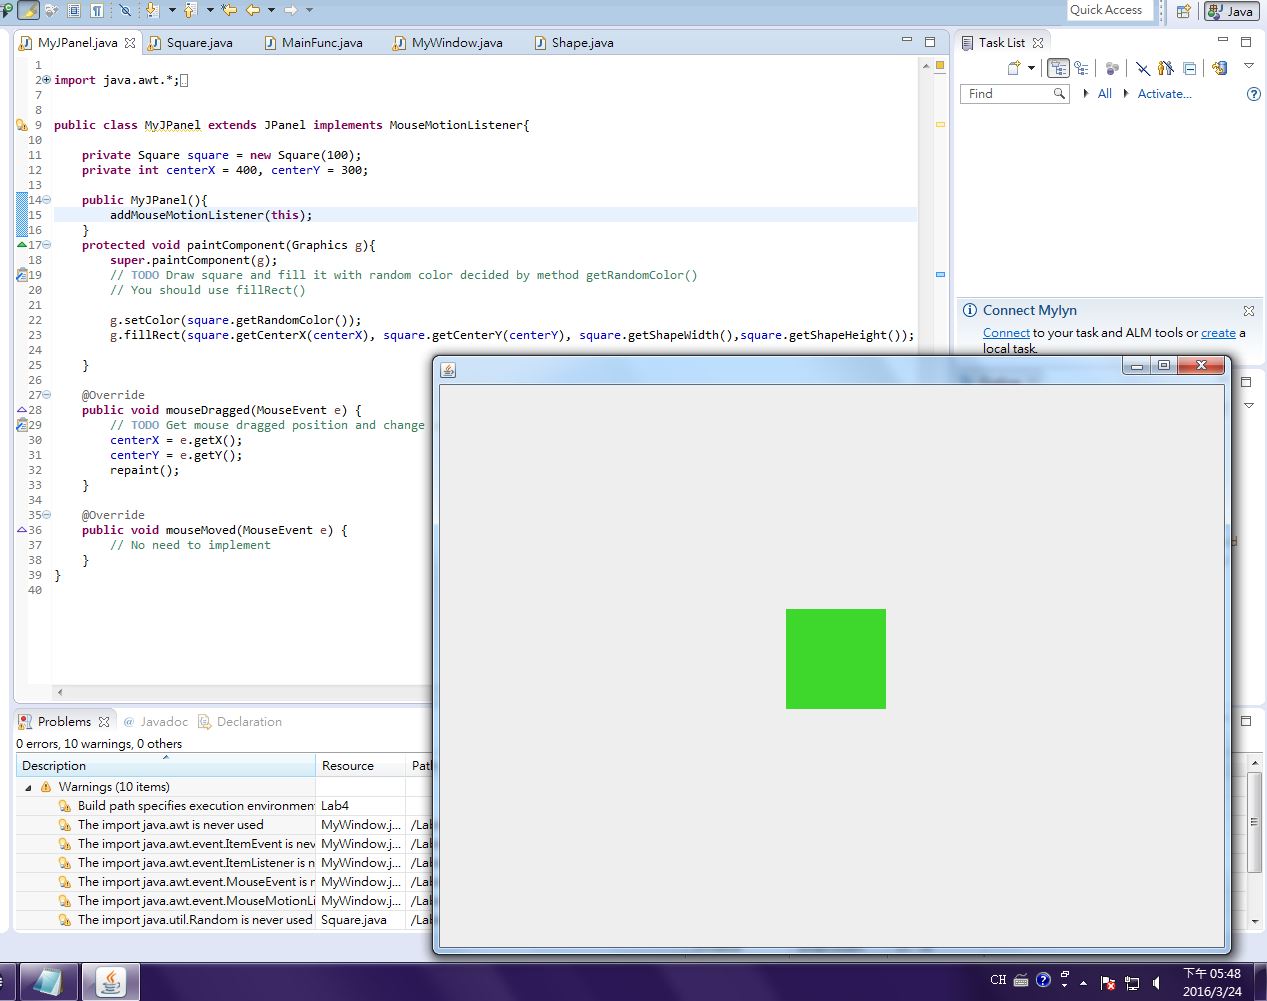 Quick Access
Java
MyJPanel.java
Square.java
MainFunc.java
MyWindow.java
Shape.java
Task List
Find
All
Activate...
1
2 import java.awt.*;
7
8
9 public class MyJPanel extends JPanel implements MouseMotionListener{
10
11 private Square square = new Square(100);
12 private int centerX = 400, centerY = 300;
13
14 public MyJPanel(){
15 addMouseMotionListener(this);
16 }
17 protected void paintComponent(Graphics g){
18 super.paintComponent(g);
19 // TODO Draw square and fill it with random color decided by method getRandomColor()
20 // You should use fillRect()
21
22 g.setColor(square.getRandomColor());
23 g.fillRect(square.getCenterX(centerX), square.getCenterY(centerY), square.getShapeWidth(),square.getShapeHeight());
24
25 }
26
27 @Override
28 public void mouseDragged(MouseEvent e) {
29 // TODO Get mouse dragged position and change
30 centerX = e.getX();
31 centerY = e.getY();
32 repaint();
33 }
34
35 @Override
36 public void mouseMoved(MouseEvent e) {
37 // No need to implement
38 }
39 }
40
Connect Mylyn
Connect to your task and ALM tools or create a
local task.
Problems
@ Javadoc
Declaration
0 errors, 10 warnings, 0 others
Description Resource Path
Warnings (10 items)
Build path specifies execution environmen Lab4
The import java.awt is never used MyWindow.j... /Lab
The import java.awt.event.ItemEvent is nev MyWindow.j... /Lab
The import java.awt.event.ItemListener is n MyWindow.j... /Lab
The import java.awt.event.MouseEvent is r MyWindow.j... /Lab
The import java.awt.event.MouseMotionLi MyWindow.j... /Lab
The import java.util.Random is never used Square.java /Lab
CH
下午 05:48
2016/3/24